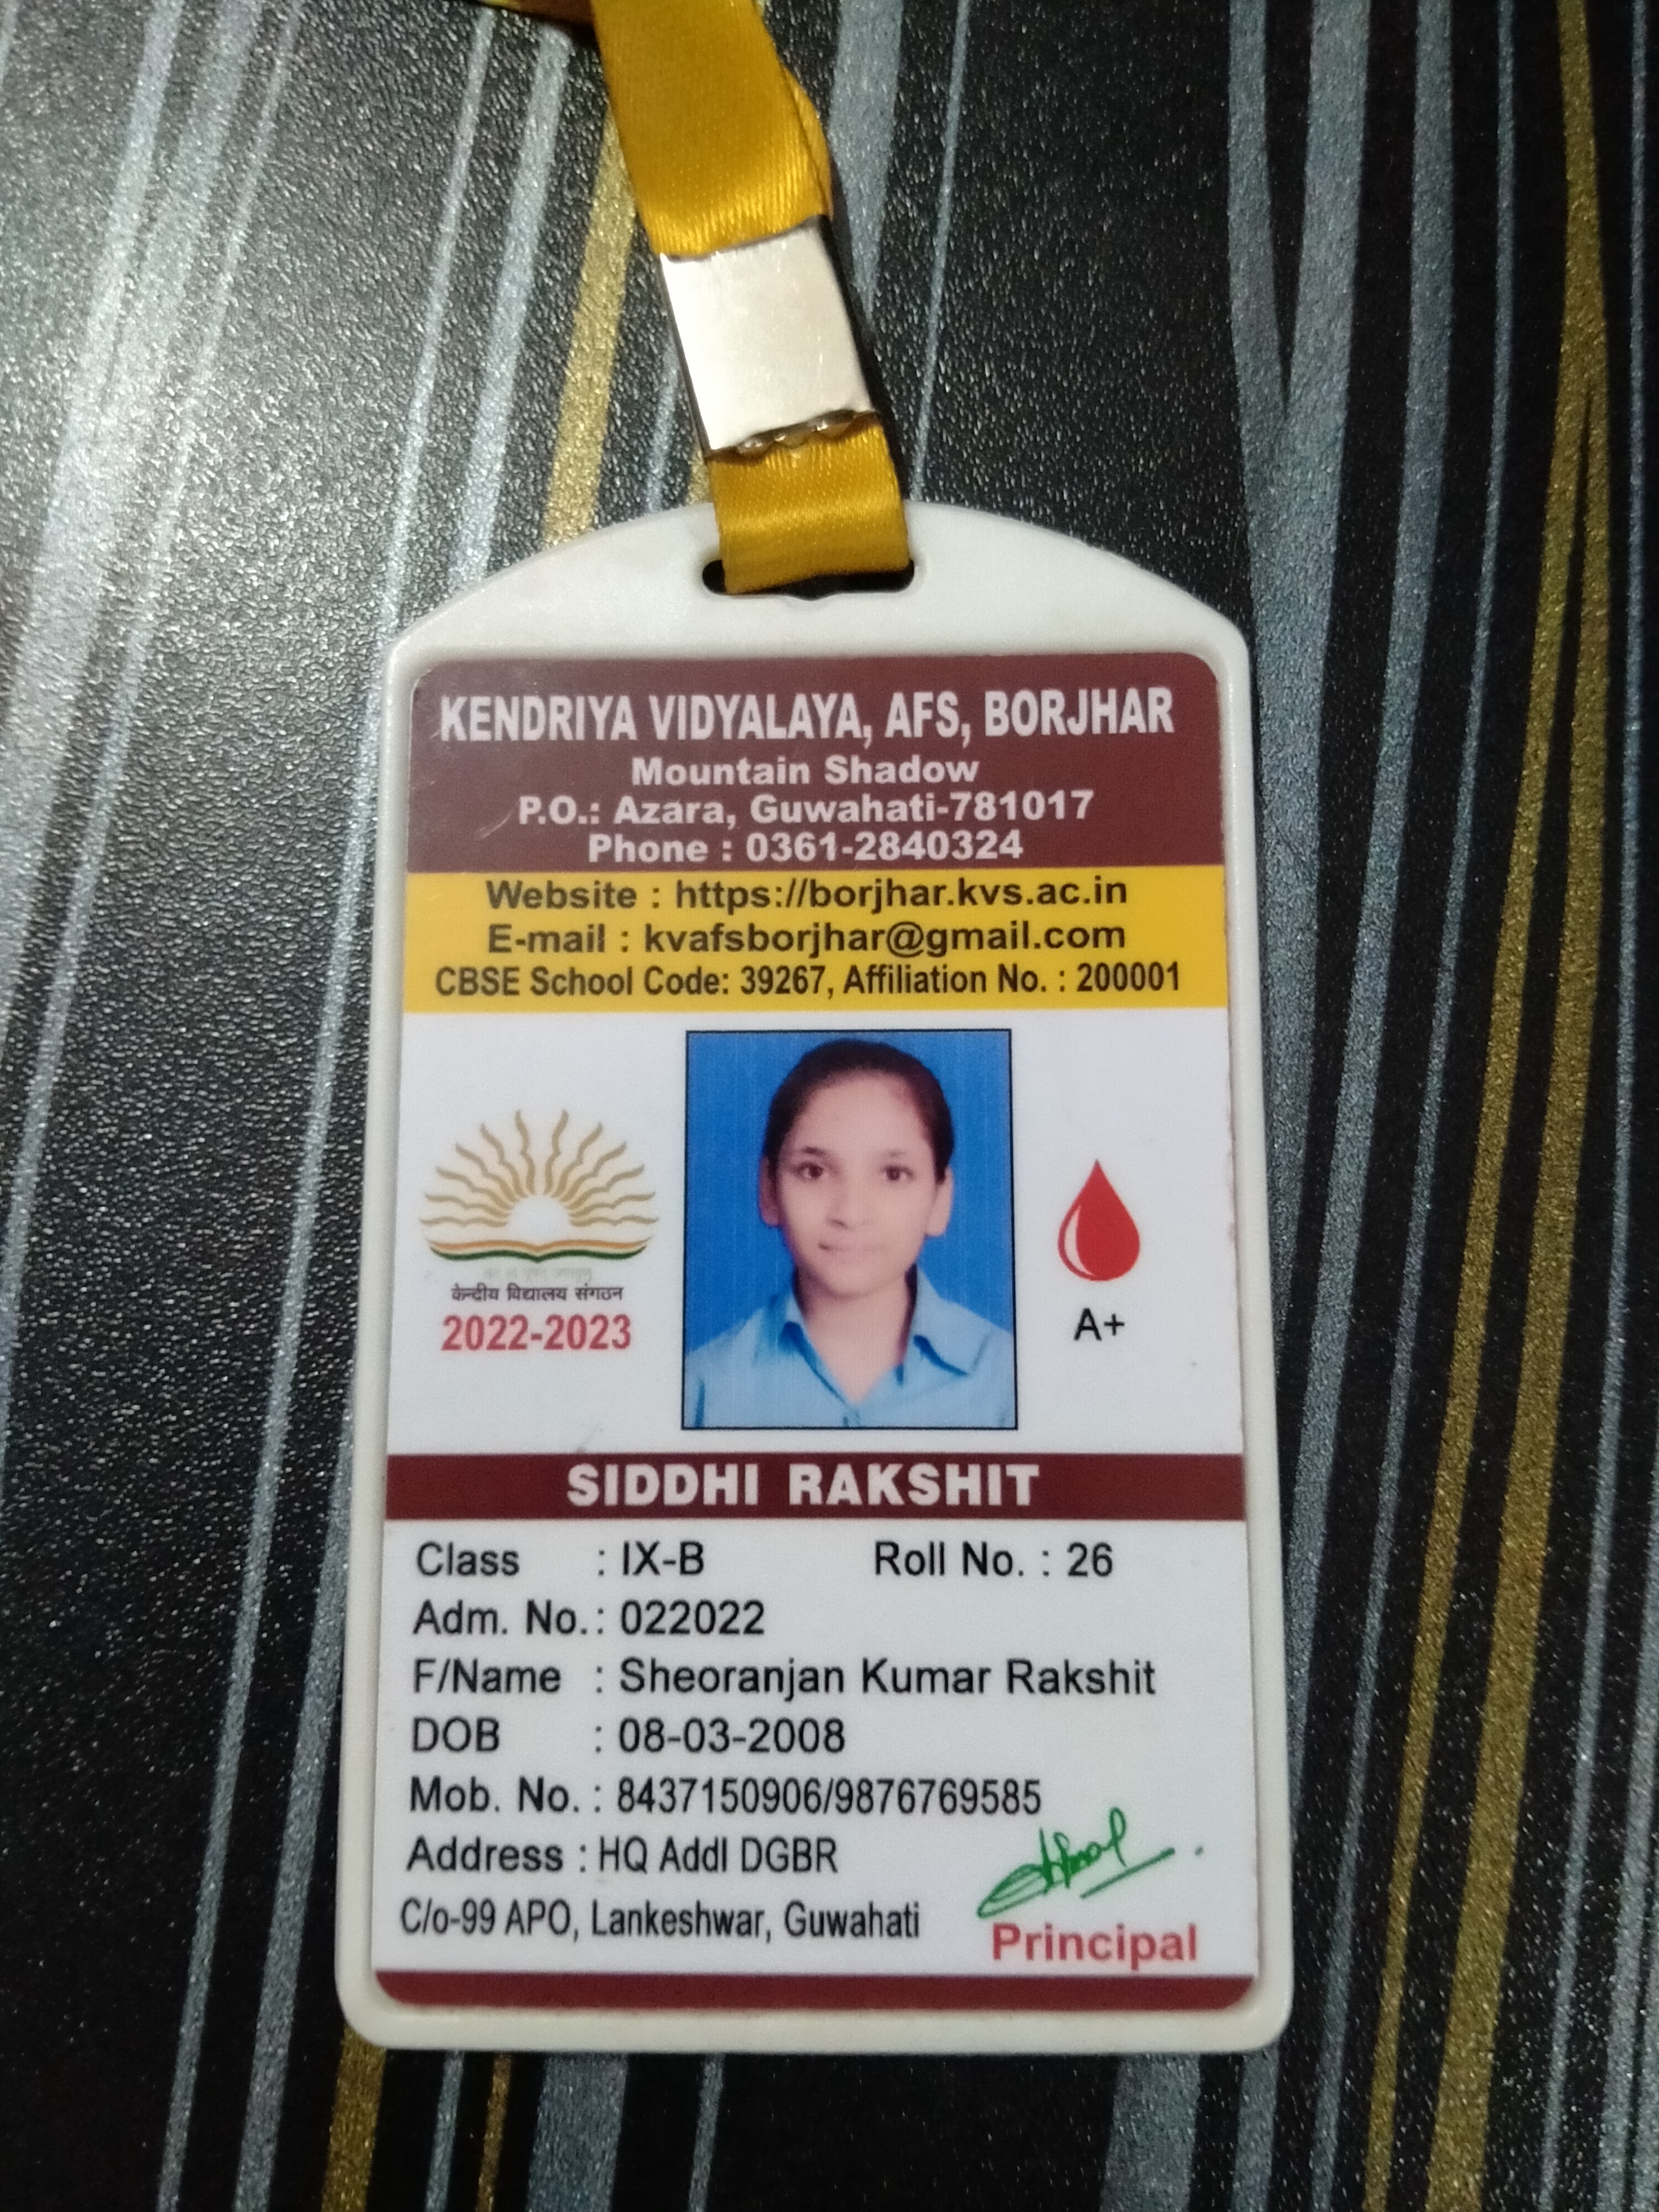 KENDRIYA VIDYALAYA, AFS, BORJHAR
Mountain Shadow
P.O.: Azara, Guwahati-781017
Phone : 0361-2840324
Website : https://borjhar.kvs.ac.in
E-mail : kvafsborjhar@gmail.com
CBSE School Code: 39267, Affiliation No. : 200001
केन्द्रीय विद्यालय संगठन
2022-2023
A+
SIDDHI RAKSHIT
Class : IX-B Roll No. : 26
Adm. No. : 022022
F/Name : Sheoranjan Kumar Rakshit
DOB : 08-03-2008
Mob. No. : 8437150906/9876769585
Address : HQ Addl DGBR
C/o-99 APO, Lankeshwar, Guwahati
Principal